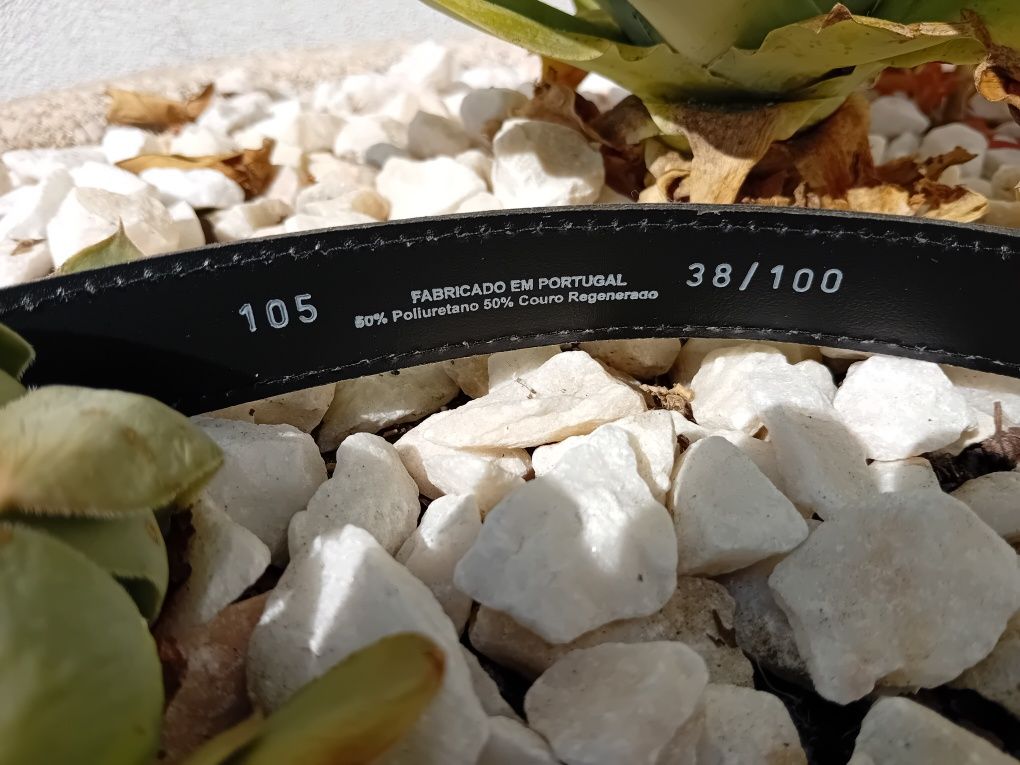 105
FABRICADO EM PORTUGAL
50% Poliuretano 50% Couro Regenerado
38/100